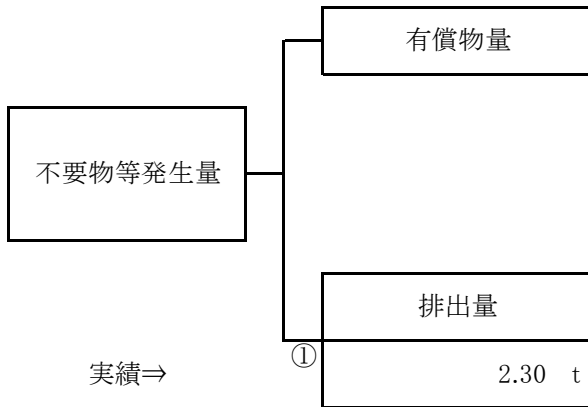 有償物量
不要物等発生量
排出量
①
実績⇒
2.30 t